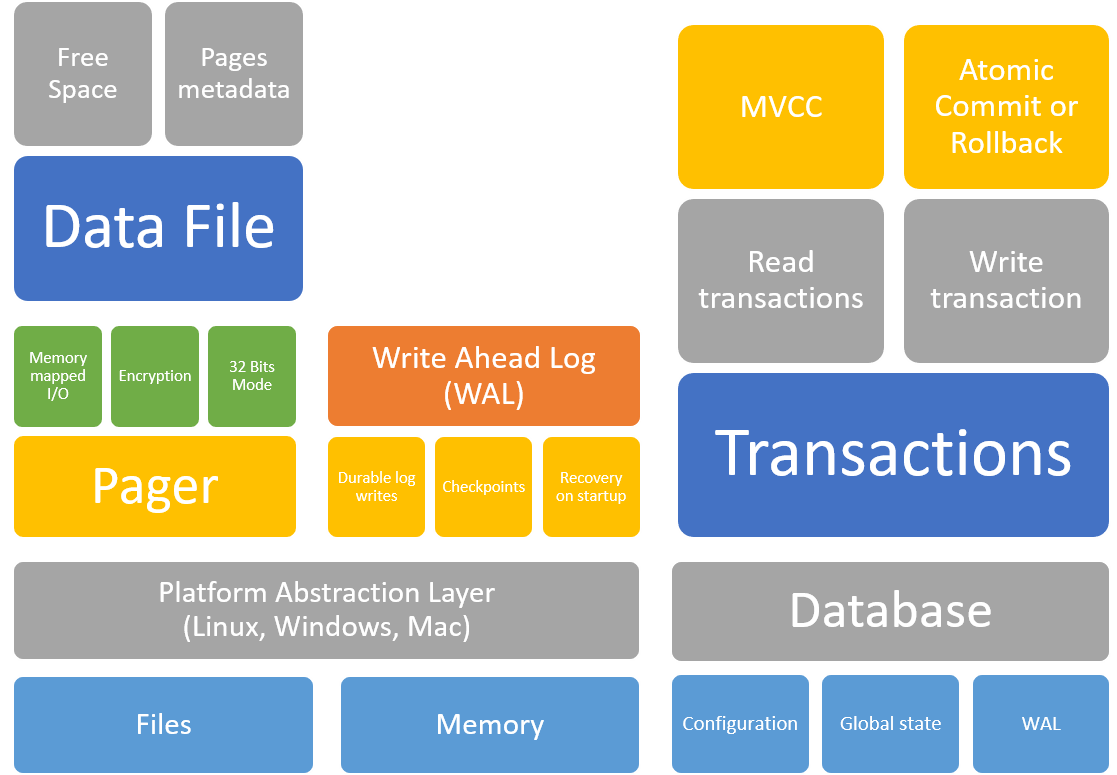 Free
Space
Pages
metadata
Data File
Memory
mapped
I/O
Encryption
32 Bits
Mode
Pager
Write Ahead Log
(WAL)
Durable log
writes
Checkpoints
Recovery
on startup
Platform Abstraction Layer
(Linux, Windows, Mac)
Files
Memory
MVCC
Atomic
Commit or
Rollback
Read
transactions
Write
transaction
Transactions
Database
Configuration
Global state
WAL